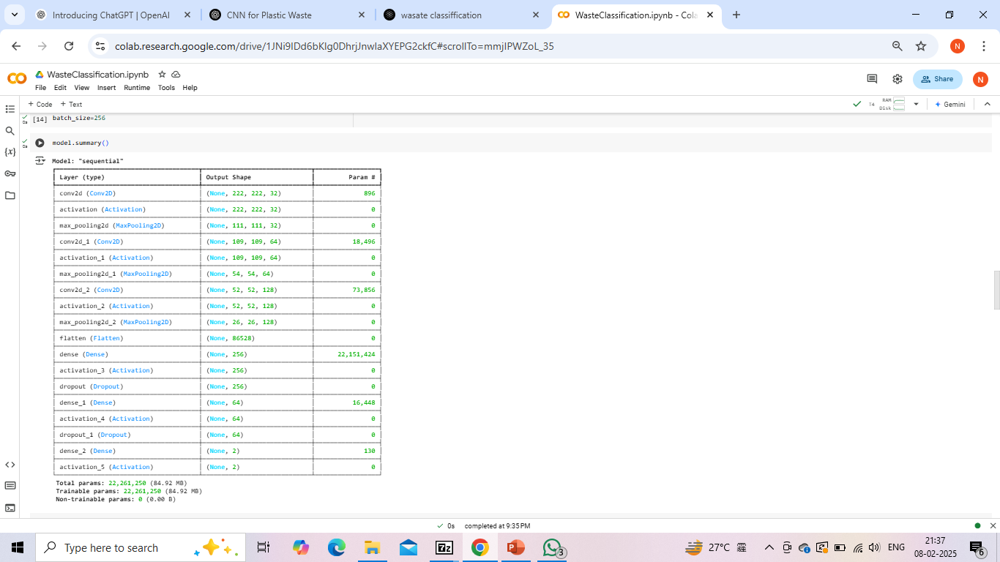 Introducing ChatGPT | OpenAI
CNN for Plastic Waste
wasate classiffication
WasteClassification.ipynb - Cola
colab.research.google.com/drive/1JNi9IDd6bKlg0DhrjJnwlaXYEPG2ckfC#scrollTo=mmjIPWZoL_35
N
CO
WasteClassification.ipynb
File Edit View Insert Runtime Tools Help
Share
N
+ Code + Text
T4 RAM Disk
Gemini
0s [14] batch_size=256
0s model.summary()
Model: "sequential"
Layer (type) Output Shape Param #
conv2d (Conv2D) (None, 222, 222, 32) 896
activation (Activation) (None, 222, 222, 32) 0
max_pooling2d (MaxPooling2D) (None, 111, 111, 32) 0
conv2d_1 (Conv2D) (None, 109, 109, 64) 18,496
activation_1 (Activation) (None, 109, 109, 64) 0
max_pooling2d_1 (MaxPooling2D) (None, 54, 54, 64) 0
conv2d_2 (Conv2D) (None, 52, 52, 128) 73,856
activation_2 (Activation) (None, 52, 52, 128) 0
max_pooling2d_2 (MaxPooling2D) (None, 26, 26, 128) 0
flatten (Flatten) (None, 86528) 0
dense (Dense) (None, 256) 22,151,424
activation_3 (Activation) (None, 256) 0
dropout (Dropout) (None, 256) 0
dense_1 (Dense) (None, 64) 16,448
activation_4 (Activation) (None, 64) 0
dropout_1 (Dropout) (None, 64) 0
dense_2 (Dense) (None, 2) 130
activation_5 (Activation) (None, 2) 0
Total params: 22,261,250 (84.92 MB)
Trainable params: 22,261,250 (84.92 MB)
Non-trainable params: 0 (0.00 B)
0s completed at 9:35 PM
Type here to search
7z
3
27°C
ENG
21:37
08-02-2025
6